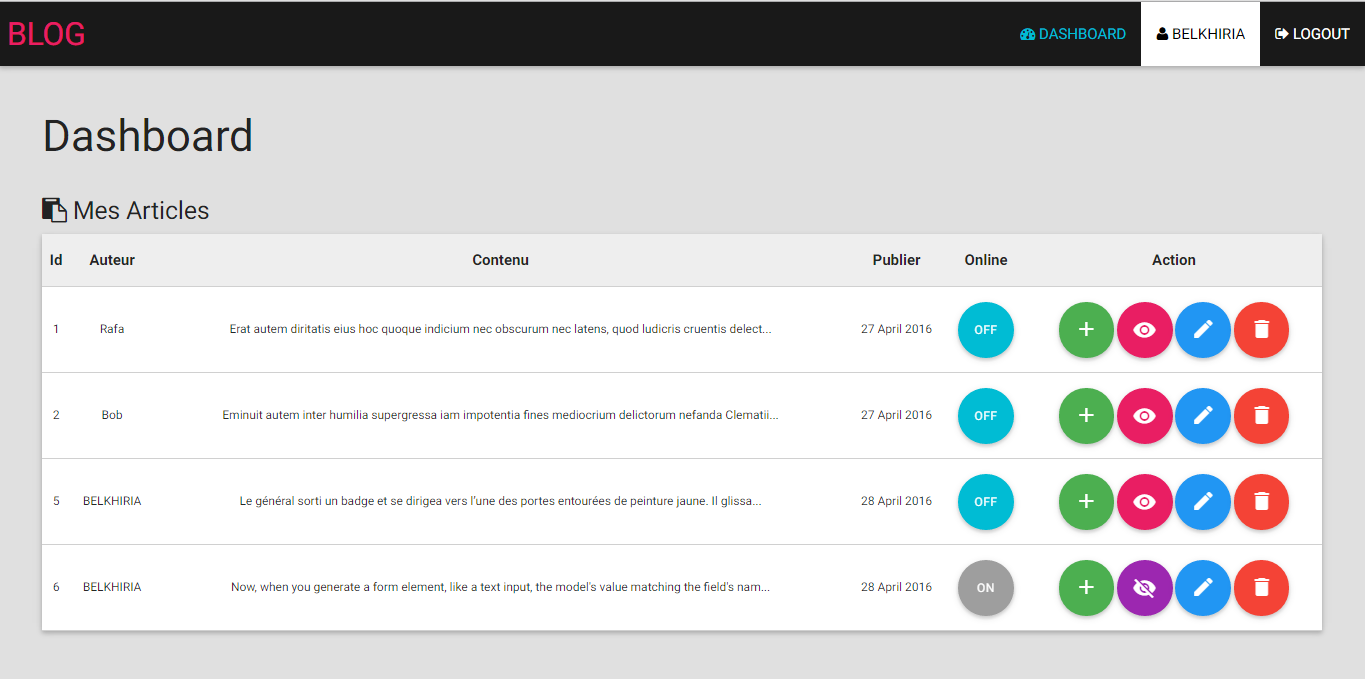 BLOG DASHBOARD BELKHIRIA LOGOUT
Dashboard
Mes Articles
Id Auteur Contenu Publier Online Action
1 Rafa Erat autem diritatis eius hoc quoque indicium nec obscurum nec latens, quod ludicris cruentis delect... 27 April 2016 OFF
2 Bob Eminuit autem inter humilia supergressa iam impotentia fines mediocrium delictorum nefanda Clematii... 27 April 2016 OFF
5 BELKHIRIA Le général sorti un badge et se dirigea vers l'une des portes entourées de peinture jaune. Il glissa... 28 April 2016 OFF
6 BELKHIRIA Now, when you generate a form element, like a text input, the model's value matching the field's nam... 28 April 2016 ON